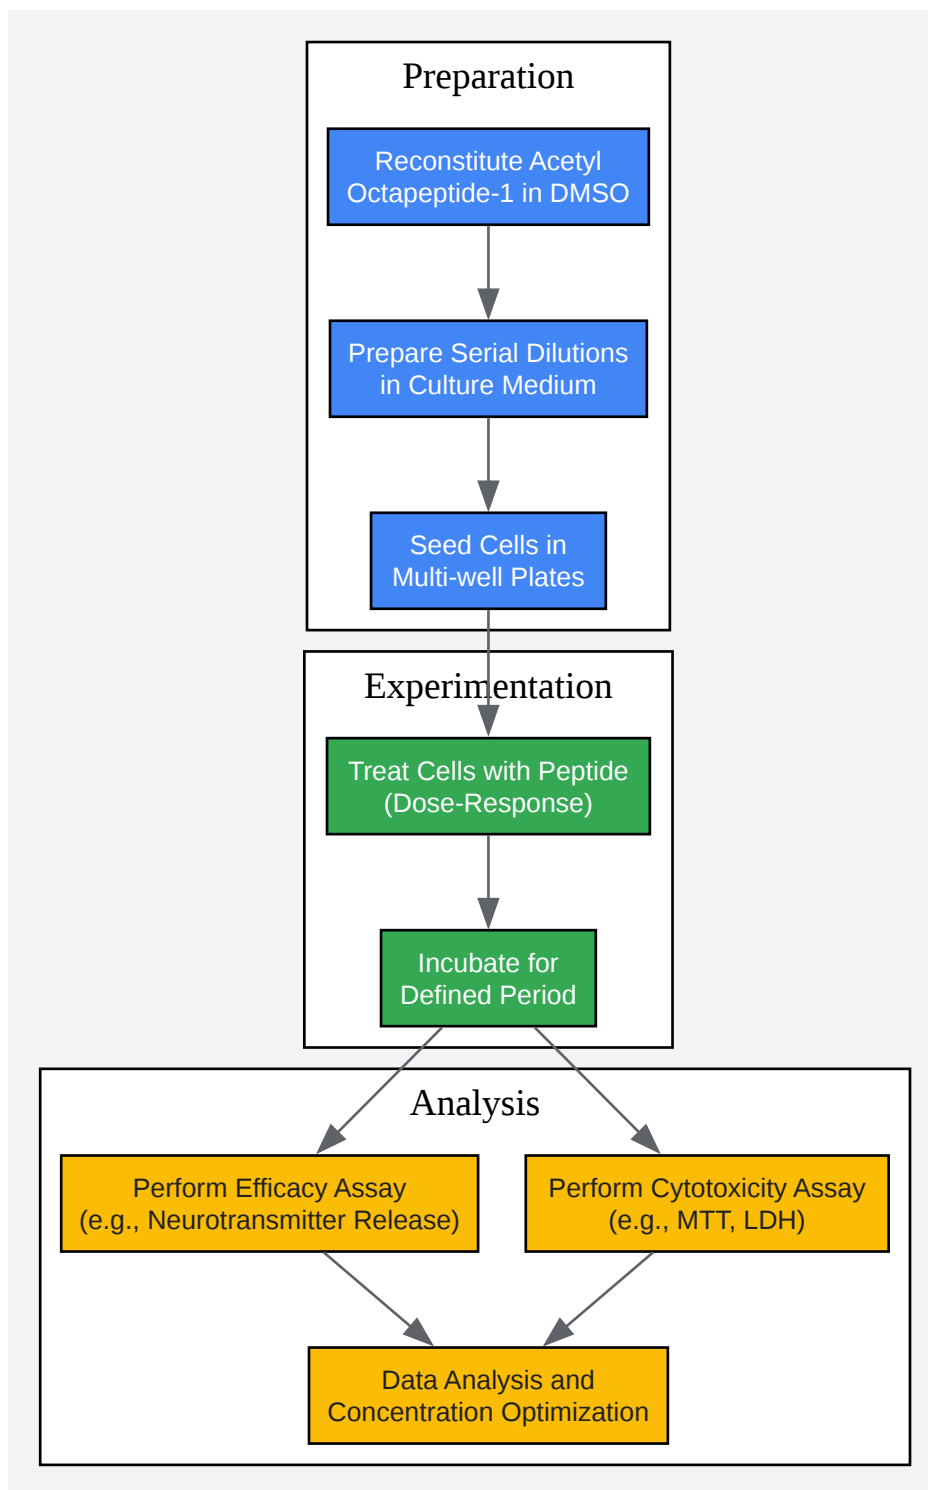 Preparation
Reconstitute Acetyl
Octapeptide-1 in DMSO
Prepare Serial Dilutions
in Culture Medium
Seed Cells in
Multi-well Plates
Experimentation
Treat Cells with Peptide
(Dose-Response)
Incubate for
Defined Period
Analysis
Perform Efficacy Assay
(e.g., Neurotransmitter Release)
Perform Cytotoxicity Assay
(e.g., MTT, LDH)
Data Analysis and
Concentration Optimization